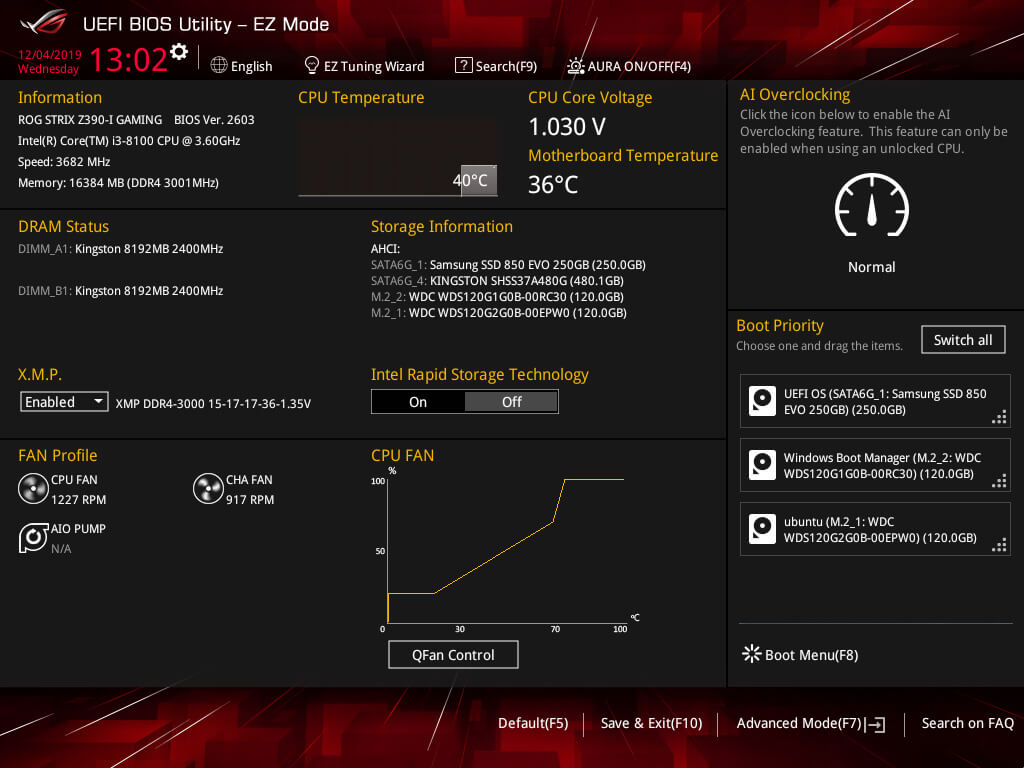 UEFI BIOS Utility – EZ Mode
12/04/2019
Wednesday
13:02
English
EZ Tuning Wizard
Search(F9)
AURA ON/OFF(F4)
Information
ROG STRIX Z390-I GAMING BIOS Ver. 2603
Intel(R) Core(TM) i3-8100 CPU @ 3.60GHz
Speed: 3682 MHz
Memory: 16384 MB (DDR4 3001MHz)
CPU Temperature
40°C
CPU Core Voltage
1.030 V
Motherboard Temperature
36°C
AI Overclocking
Click the icon below to enable the AI
Overclocking feature. This feature can only be
enabled when using an unlocked CPU.
Normal
DRAM Status
DIMM_A1: Kingston 8192MB 2400MHz
DIMM_B1: Kingston 8192MB 2400MHz
Storage Information
AHCI:
SATA6G_1: Samsung SSD 850 EVO 250GB (250.0GB)
SATA6G_4: KINGSTON SHSS37A480G (480.1GB)
M.2_2: WDC WDS120G1G0B-00RC30 (120.0GB)
M.2_1: WDC WDS120G2G0B-00EPW0 (120.0GB)
X.M.P.
Enabled
XMP DDR4-3000 15-17-17-36-1.35V
Intel Rapid Storage Technology
On Off
Boot Priority
Choose one and drag the items.
Switch all
UEFI OS (SATA6G_1: Samsung SSD 850
EVO 250GB) (250.0GB)
Windows Boot Manager (M.2_2: WDC
WDS120G1G0B-00RC30) (120.0GB)
ubuntu (M.2_1: WDC
WDS120G2G0B-00EPW0) (120.0GB)
FAN Profile
CPU FAN
1227 RPM
CHA FAN
917 RPM
AIO PUMP
N/A
CPU FAN
%
100
50
0 30 70 100
°C
QFan Control
Boot Menu(F8)
Default(F5)
Save & Exit(F10)
Advanced Mode(F7)
Search on FAQ